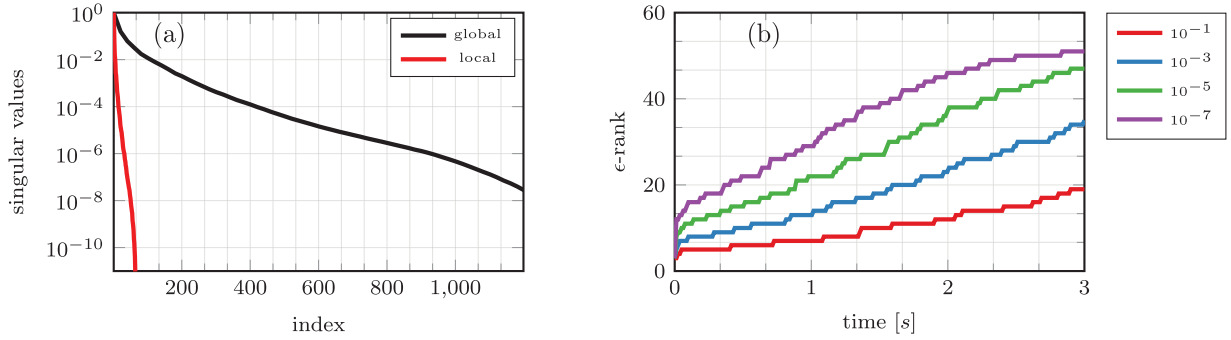 (a)
10^0
10^−2
10^−4
10^−6
10^−8
10^−10
singular values
200
400
600
800
1,000
index
global
local
(b)
60
40
20
0
ϵ-rank
0
1
2
3
time [s]
10^−1
10^−3
10^−5
10^−7